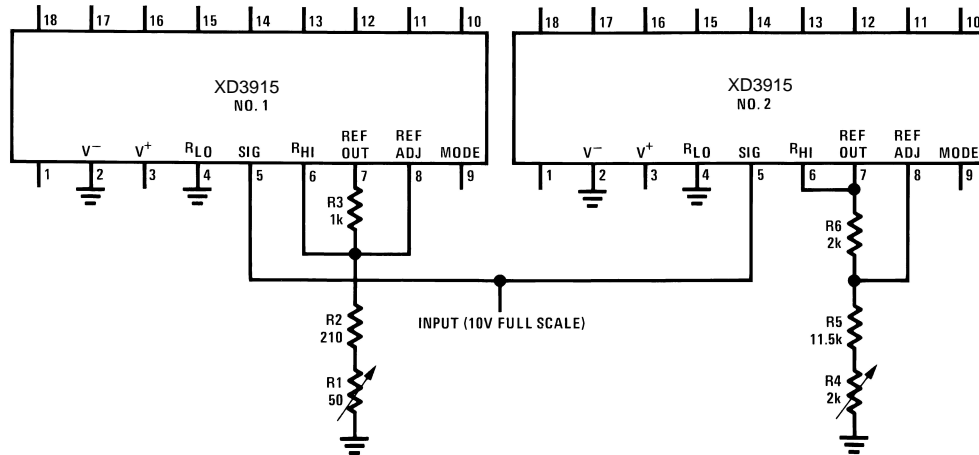 18 17 16 15 14 13 12 11 10
XD3915
NO. 1
V− V+ RLO SIG RHI REF OUT REF ADJ MODE
1 2 3 4 5 6 7 8 9
R3
1k
R2
210
R1
50
18 17 16 15 14 13 12 11 10
XD3915
NO. 2
V− V+ RLO SIG RHI REF OUT REF ADJ MODE
1 2 3 4 5 6 7 8 9
R6
2k
R5
11.5k
R4
2k
INPUT (10V FULL SCALE)